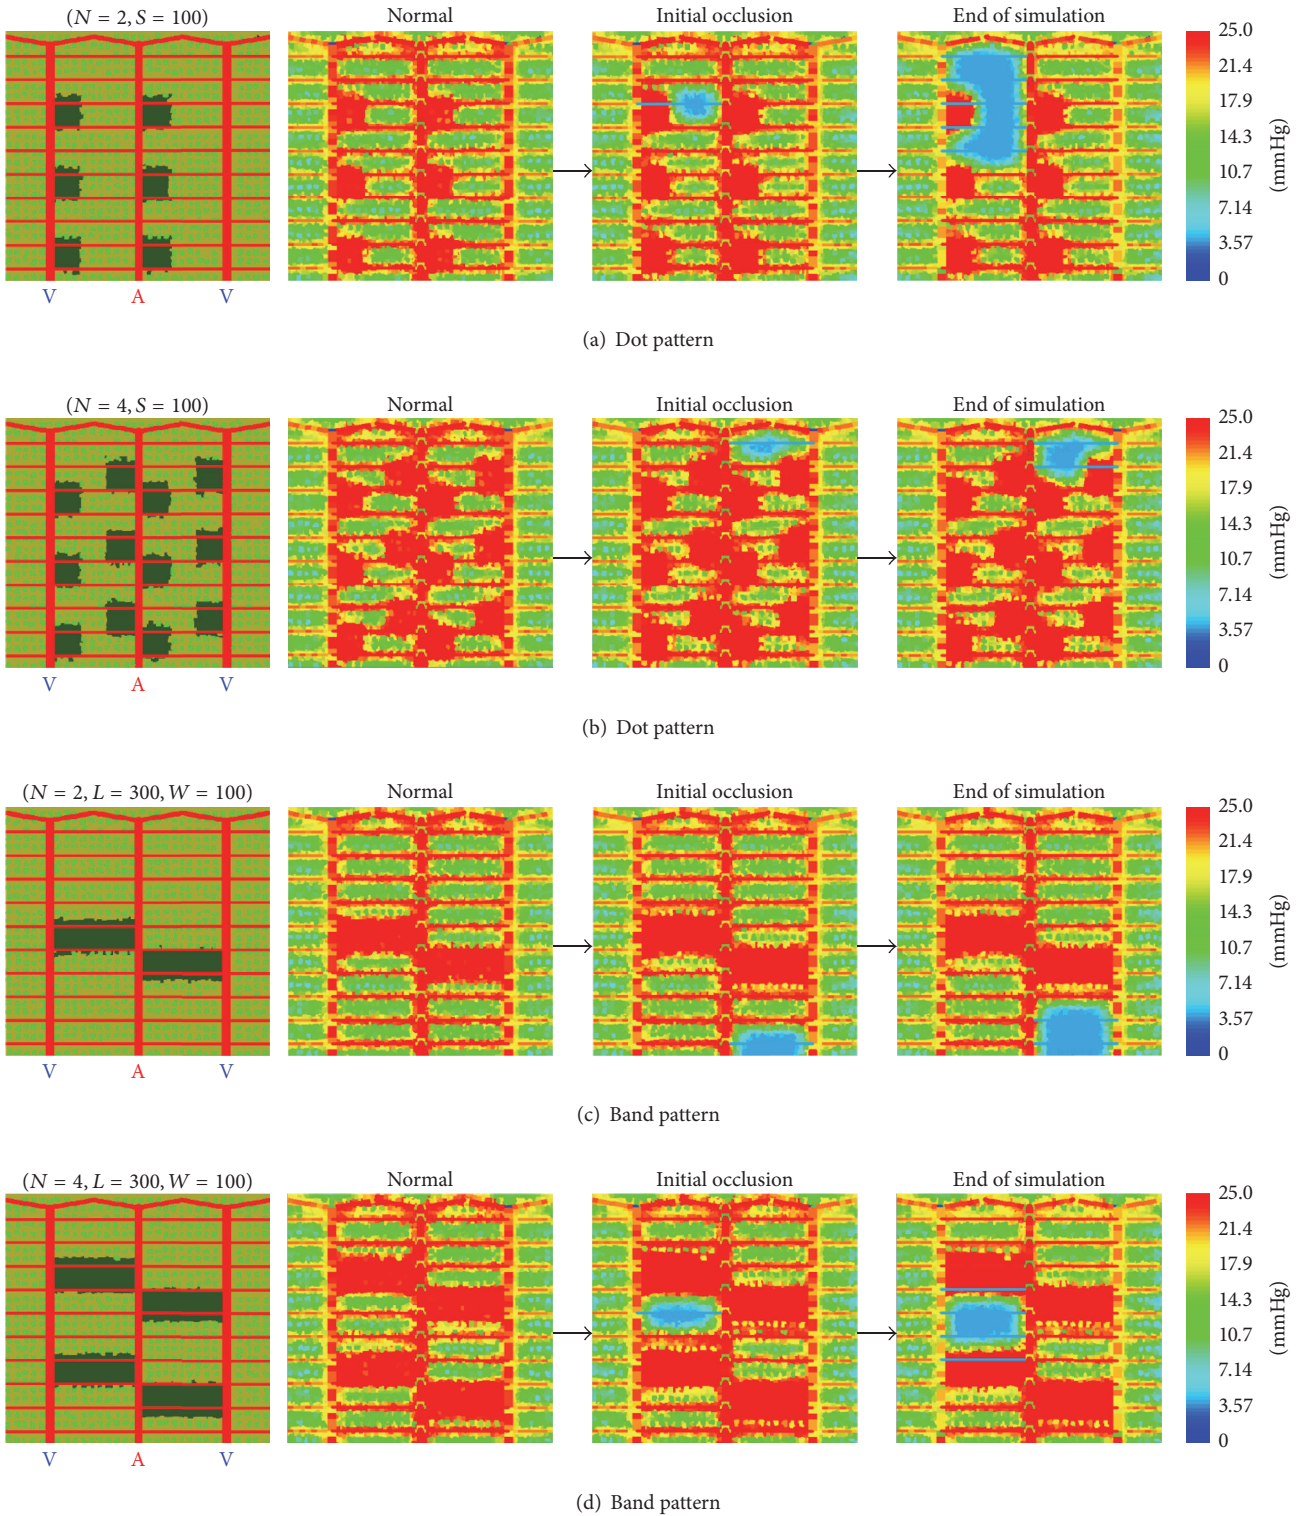 (N = 2, S = 100)
Normal
Initial occlusion
End of simulation
25.0
21.4
17.9
14.3
10.7
7.14
3.57
0
(mmHg)
V A V
(a) Dot pattern
(N = 4, S = 100)
Normal
Initial occlusion
End of simulation
25.0
21.4
17.9
14.3
10.7
7.14
3.57
0
(mmHg)
V A V
(b) Dot pattern
(N = 2, L = 300, W = 100)
Normal
Initial occlusion
End of simulation
25.0
21.4
17.9
14.3
10.7
7.14
3.57
0
(mmHg)
V A V
(c) Band pattern
(N = 4, L = 300, W = 100)
Normal
Initial occlusion
End of simulation
25.0
21.4
17.9
14.3
10.7
7.14
3.57
0
(mmHg)
V A V
(d) Band pattern